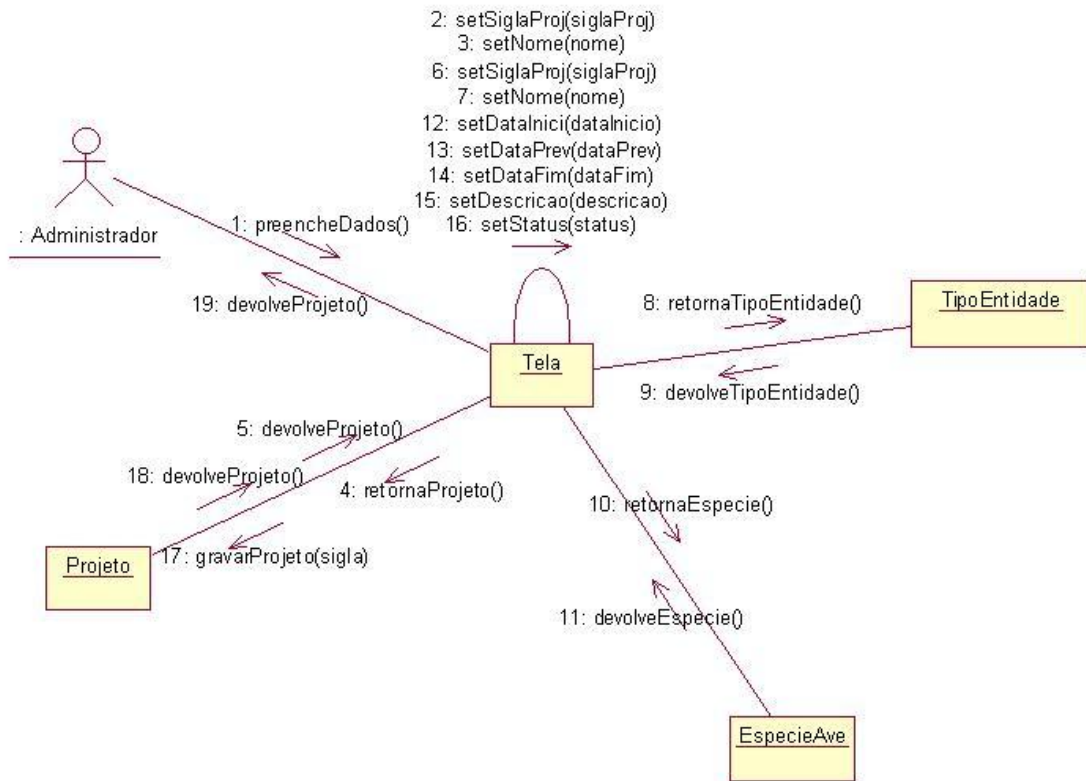 2: setSiglaProj(siglaProj)
3: setNome(nome)
6: setSiglaProj(siglaProj)
7: setNome(nome)
12: setDataInici(dataInicio)
13: setDataPrev(dataPrev)
14: setDataFim(dataFim)
15: setDescricao(descricao)
16: setStatus(status)
: Administrador
1: preencheDados()
19: devolveProjeto()
8: retornaTipoEntidade()
TipoEntidade
Tela
9: devolveTipoEntidade()
5: devolveProjeto()
18: devolveProjeto()
4: retornaProjeto()
10: retornaEspecie()
17: gravarProjeto(sigla)
Projeto
11: devolveEspecie()
EspecieAve